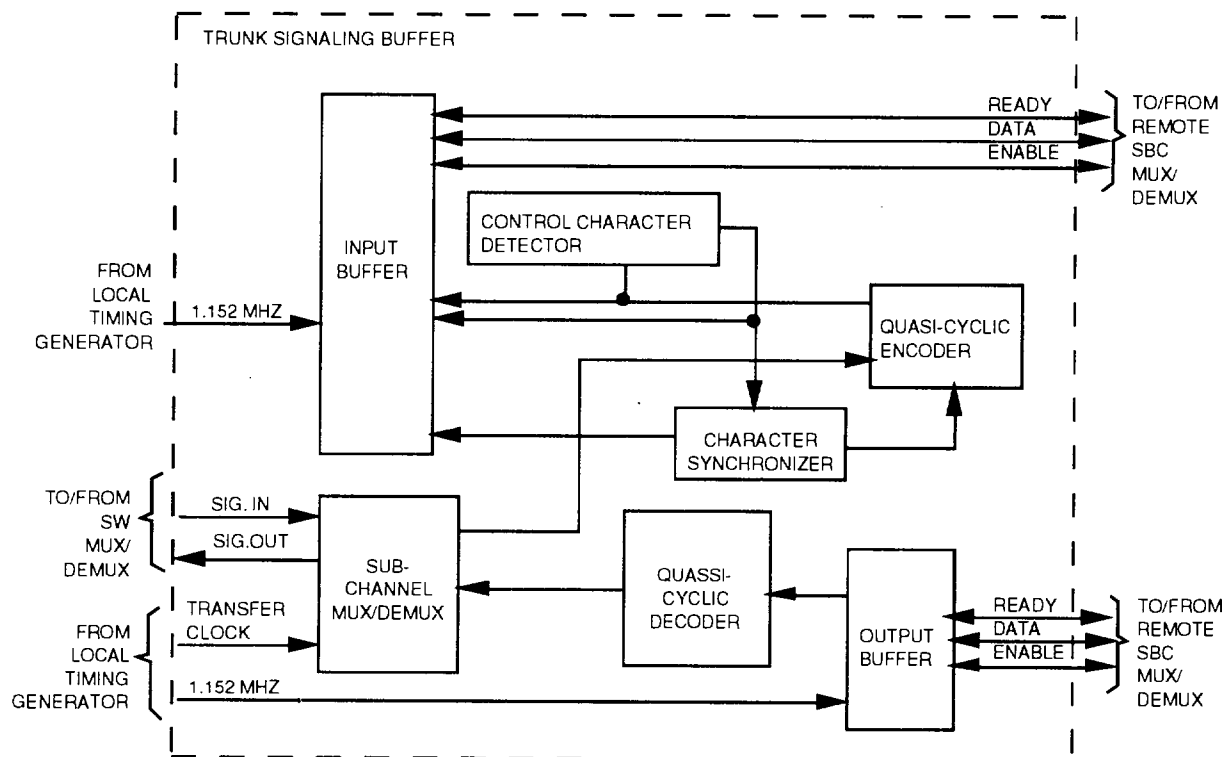 TRUNK SIGNALING BUFFER
READY
DATA
ENABLE
TO/FROM
REMOTE
SBC
MUX/
DEMUX
CONTROL CHARACTER
DETECTOR
INPUT
BUFFER
FROM
LOCAL
TIMING
GENERATOR
1.152 MHZ
QUASI-CYCLIC
ENCODER
CHARACTER
SYNCHRONIZER
TO/FROM
SW
MUX/
DEMUX
SIG. IN
SIG.OUT
SUB-
CHANNEL
MUX/DEMUX
QUASSI-
CYCLIC
DECODER
OUTPUT
BUFFER
READY
DATA
ENABLE
TO/FROM
REMOTE
SBC
MUX/
DEMUX
FROM
LOCAL
TIMING
GENERATOR
TRANSFER
CLOCK
1.152 MHZ